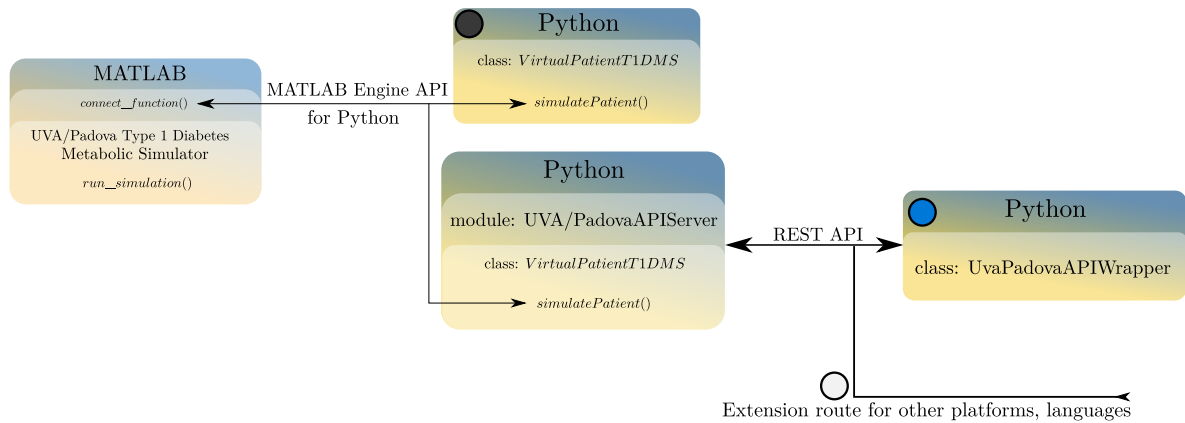 MATLAB
connect_function()
UVA/Padova Type 1 Diabetes
Metabolic Simulator
run_simulation()
MATLAB Engine API
for Python
Python
class: VirtualPatientT1DMS
simulatePatient()
Python
module: UVA/PadovaAPIServer
class: VirtualPatientT1DMS
simulatePatient()
REST API
Python
class: UvaPadovaAPIWrapper
Extension route for other platforms, languages